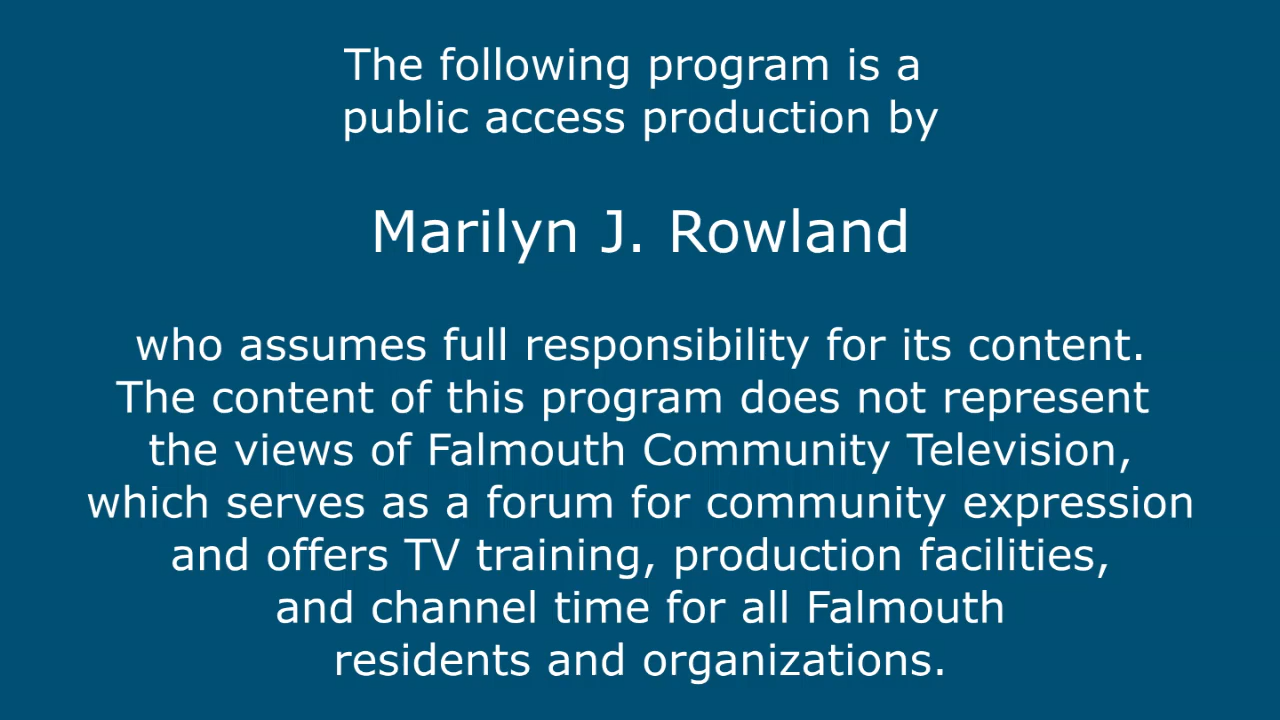 The following program is a
public access production by
Marilyn J. Rowland
who assumes full responsibility for its content.
The content of this program does not represent
the views of Falmouth Community Television,
which serves as a forum for community expression
and offers TV training, production facilities,
and channel time for all Falmouth
residents and organizations.